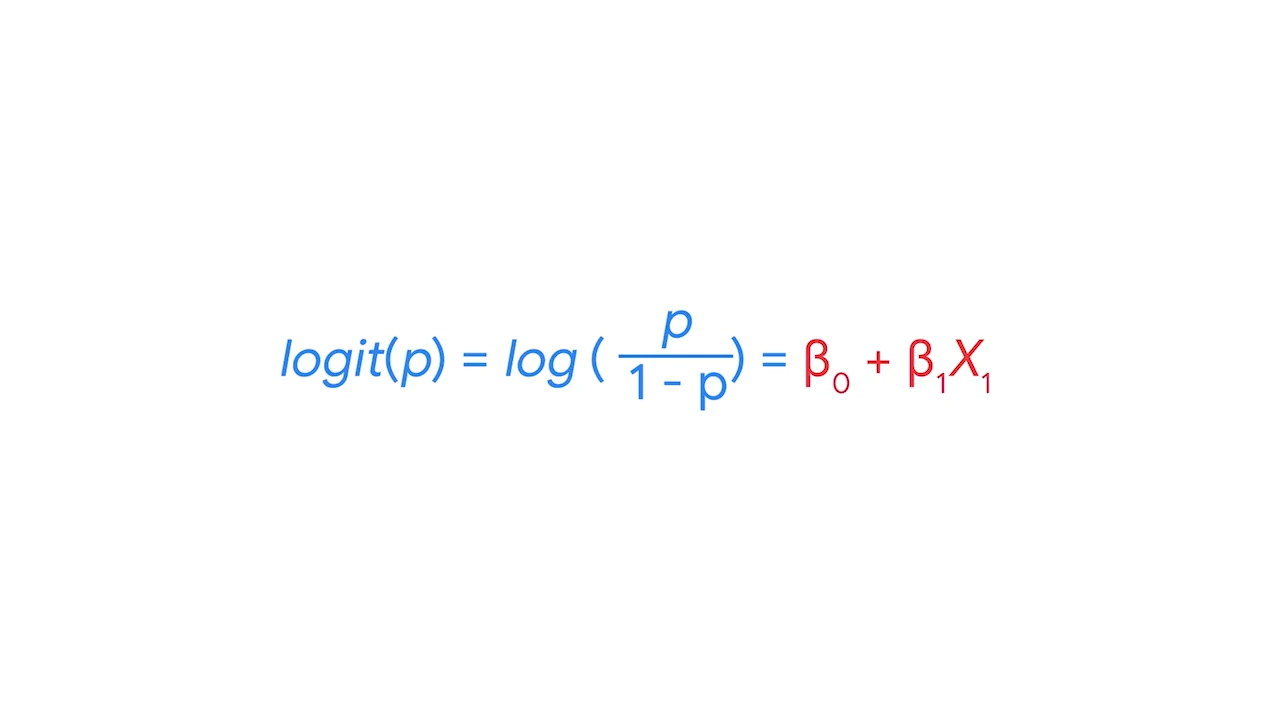 logit(p) = log ( p / 1 - p ) = β₀ + β₁X₁